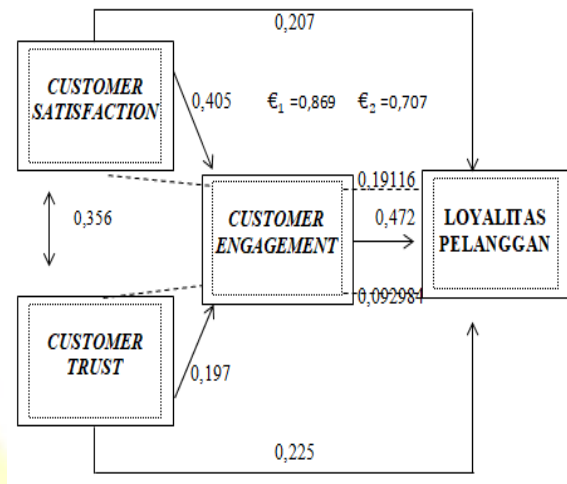 0,207
CUSTOMER
SATISFACTION
0,405
€₁ =0,869 €₂ =0,707
0.19116
0,356
CUSTOMER
ENGAGEMENT
0,472
LOYALITAS
PELANGGAN
0,092984
CUSTOMER
TRUST
0,197
0,225